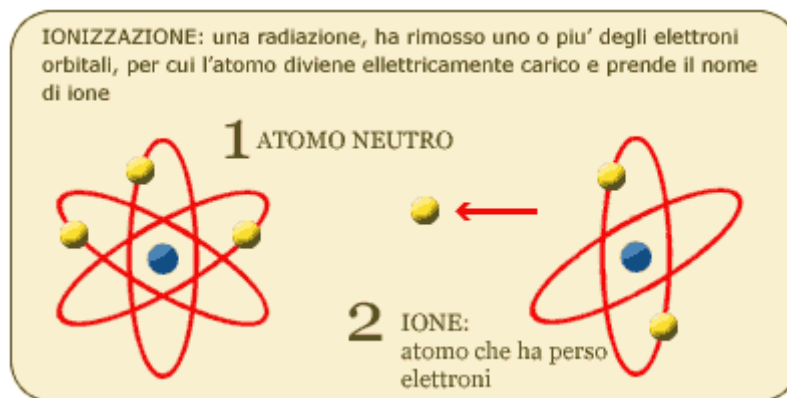 IONIZZAZIONE: una radiazione, ha rimosso uno o piu' degli elettroni
orbitali, per cui l'atomo diviene ellettricamente carico e prende il nome
di ione
1 ATOMO NEUTRO
2 IONE:
atomo che ha perso
elettroni